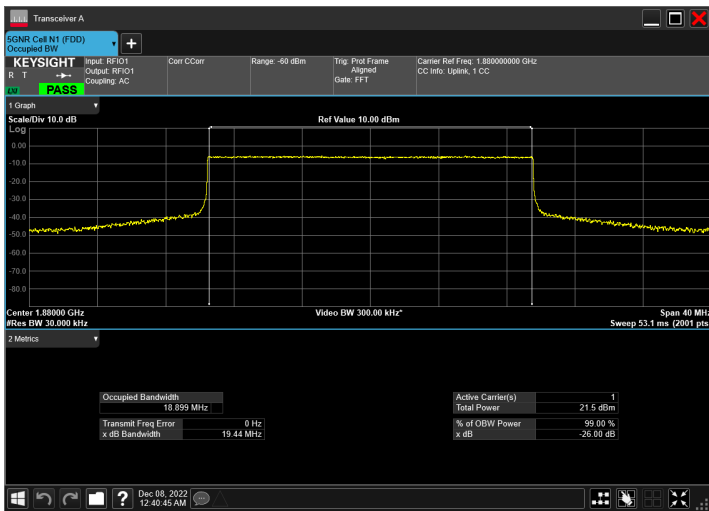 Transceiver A
5GNR Cell N1 (FDD)
Occupied BW
KEYSIGHT
R T
LXI
PASS
Input: RFIO1
Output: RFIO1
Coupling: AC
Corr CCorr
Range: -60 dBm
Trig: Prot Frame
Aligned
Gate: FFT
Carrier Ref Freq: 1.880000000 GHz
CC Info: Uplink, 1 CC
1 Graph
Scale/Div 10.0 dB
Ref Value 10.00 dBm
Log
0.00
-10.0
-20.0
-30.0
-40.0
-50.0
-60.0
-70.0
-80.0
Center 1.88000 GHz
Video BW 300.00 kHz*
Span 40 MHz
#Res BW 30.000 kHz
Sweep 53.1 ms (2001 pts
2 Metrics
Occupied Bandwidth
18.899 MHz
Transmit Freq Error 0 Hz
x dB Bandwidth 19.44 MHz
Active Carrier(s) 1
Total Power 21.5 dBm
% of OBW Power 99.00 %
x dB -26.00 dB
?
Dec 08, 2022
12:40:45 AM